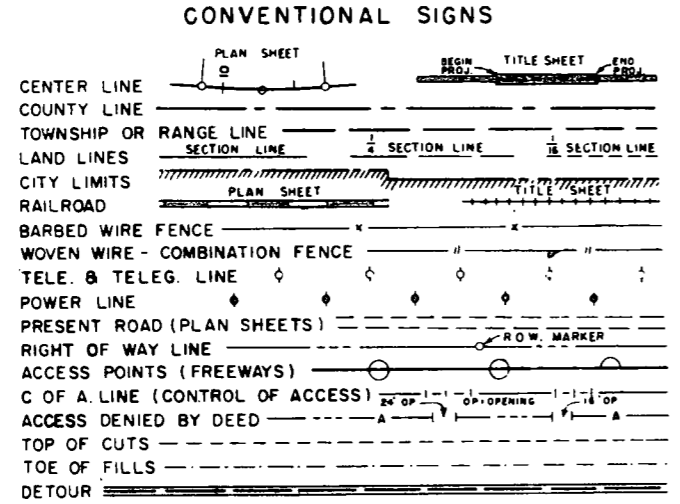 CONVENTIONAL SIGNS
PLAN SHEET
10
BEGIN PROJ.
TITLE SHEET
END PROJ.
CENTER LINE
COUNTY LINE
TOWNSHIP OR RANGE LINE
LAND LINES
SECTION LINE
1/4 SECTION LINE
1/16 SECTION LINE
CITY LIMITS
PLAN SHEET
TITLE SHEET
RAILROAD
BARBED WIRE FENCE
WOVEN WIRE - COMBINATION FENCE
TELE. & TELEG. LINE
POWER LINE
PRESENT ROAD (PLAN SHEETS)
RIGHT OF WAY LINE
R.O.W. MARKER
ACCESS POINTS (FREEWAYS)
C OF A. LINE (CONTROL OF ACCESS)
24' OP
OP=OPENING
16' OP
ACCESS DENIED BY DEED
A
A
TOP OF CUTS
TOE OF FILLS
DETOUR